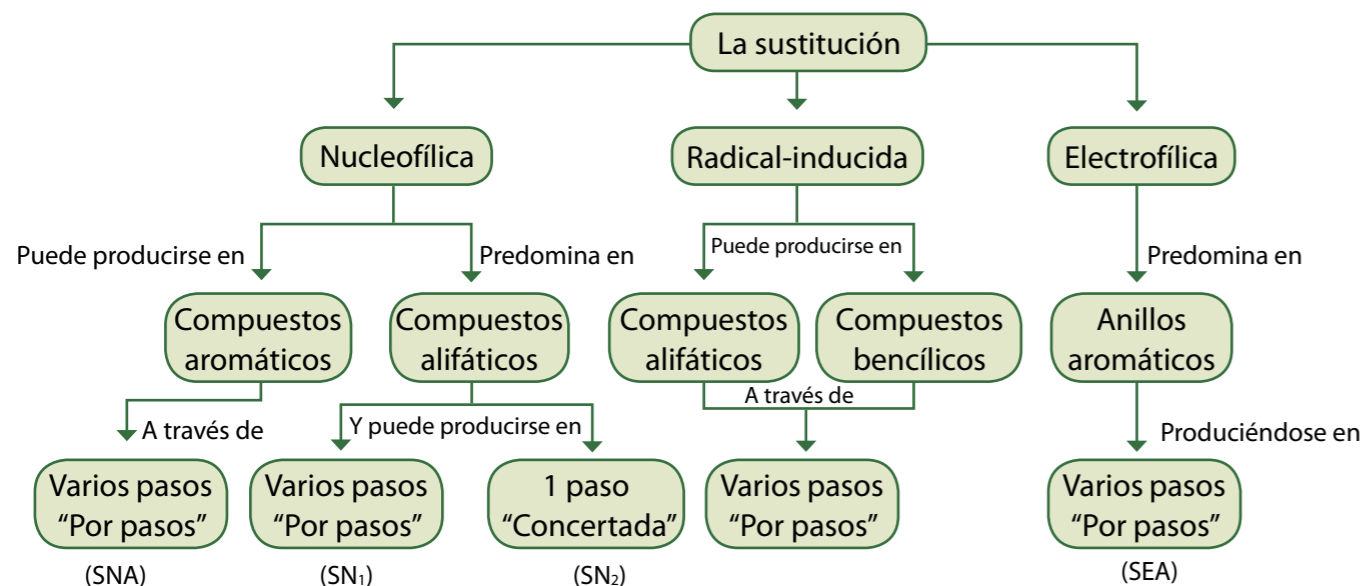 La sustitución
Nucleofílica
Radical-inducida
Electrofílica
Puede producirse en
Predomina en
Puede producirse en
Predomina en
Compuestos
aromáticos
Compuestos
alifáticos
Compuestos
alifáticos
Compuestos
bencílicos
Anillos
aromáticos
A través de
Y puede producirse en
A través de
Produciéndose en
Varios pasos
“Por pasos”
(SNA)
Varios pasos
“Por pasos”
(SN₁)
1 paso
“Concertada”
(SN₂)
Varios pasos
“Por pasos”
Varios pasos
“Por pasos”
(SEA)